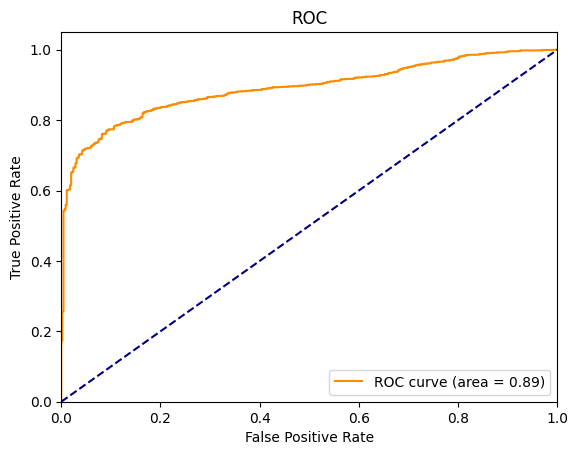 ROC
1.0
0.8
0.6
0.4
0.2
0.0
True Positive Rate
0.0 0.2 0.4 0.6 0.8 1.0
False Positive Rate
ROC curve (area = 0.89)